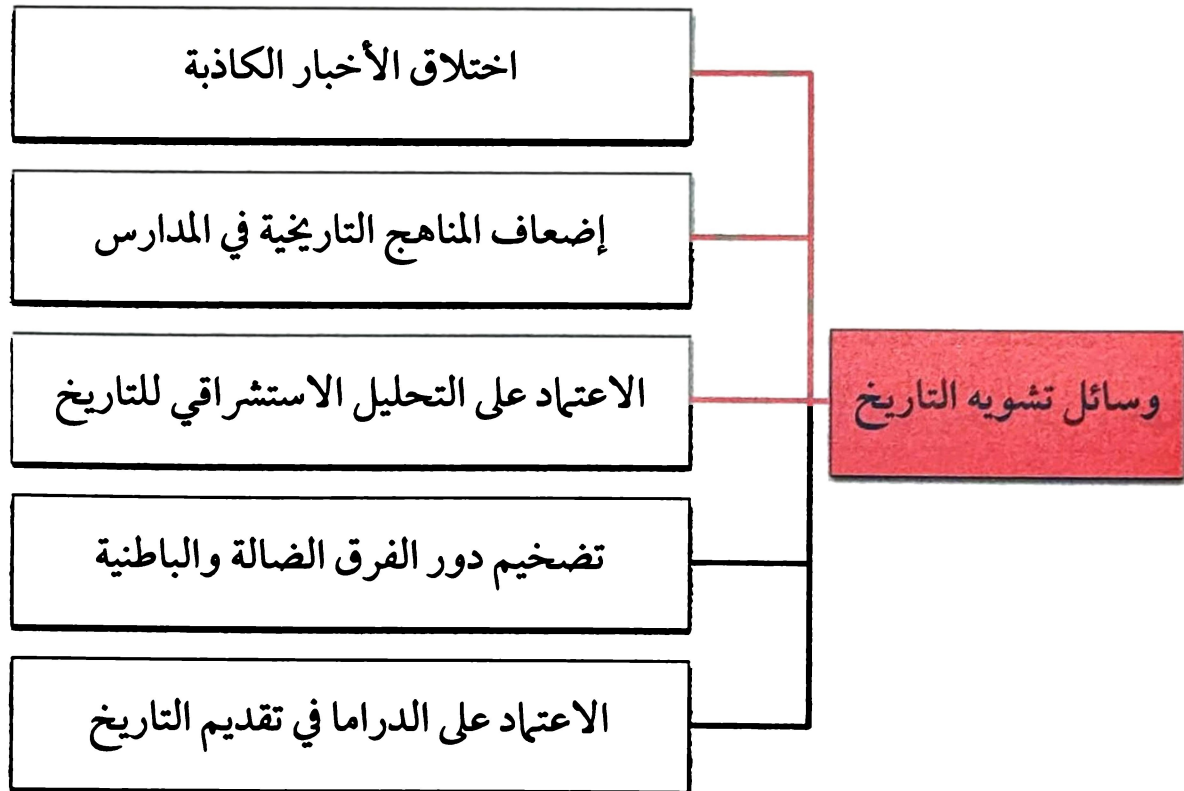 وسائل تشويه التاريخ
اختلاق الأخبار الكاذبة
إضعاف المناهج التاريخية في المدارس
الاعتماد على التحليل الاستشراقي للتاريخ
تضخيم دور الفرق الضالة والباطنية
الاعتماد على الدراما في تقديم التاريخ